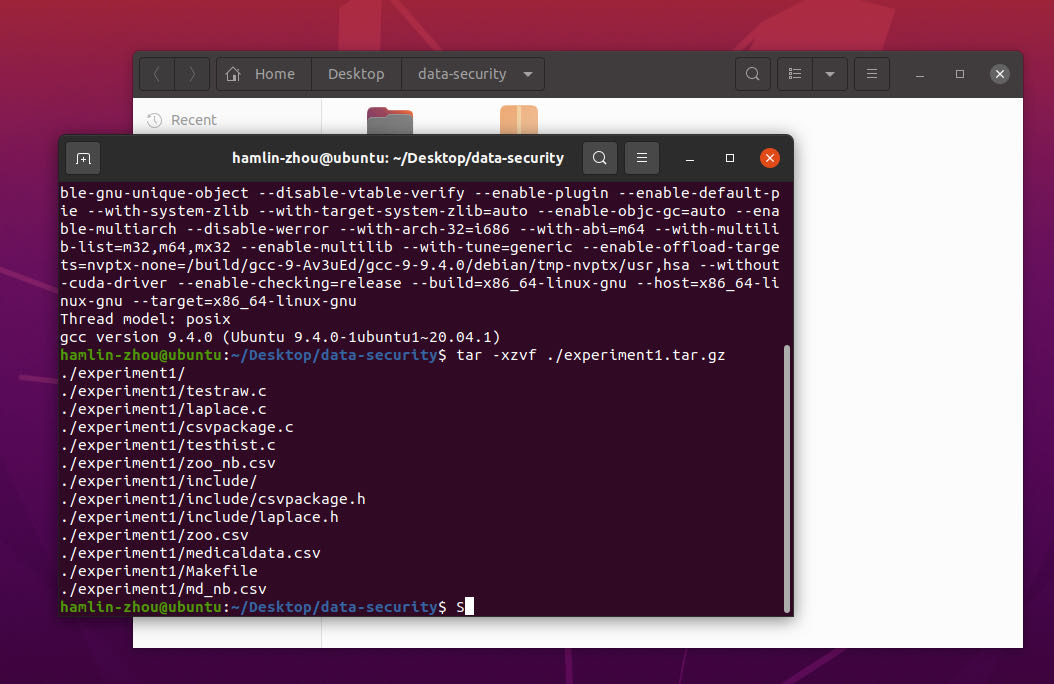 Home Desktop data-security
Recent
hamlin-zhou@ubuntu: ~/Desktop/data-security
ble-gnu-unique-object --disable-vtable-verify --enable-plugin --enable-default-p
ie --with-system-zlib --with-target-system-zlib=auto --enable-objc-gc=auto --ena
ble-multiarch --disable-werror --with-arch-32=i686 --with-abi=m64 --with-multili
b-list=m32,m64,mx32 --enable-multilib --with-tune=generic --enable-offload-targe
ts=nvptx-none=/build/gcc-9-Av3uEd/gcc-9-9.4.0/debian/tmp-nvptx/usr,hsa --without
-cuda-driver --enable-checking=release --build=x86_64-linux-gnu --host=x86_64-li
nux-gnu --target=x86_64-linux-gnu
Thread model: posix
gcc version 9.4.0 (Ubuntu 9.4.0-1ubuntu1~20.04.1)
hamlin-zhou@ubuntu:~/Desktop/data-security$ tar -xzvf ./experiment1.tar.gz
./experiment1/
./experiment1/testraw.c
./experiment1/laplace.c
./experiment1/csvpackage.c
./experiment1/testhist.c
./experiment1/zoo_nb.csv
./experiment1/include/
./experiment1/include/csvpackage.h
./experiment1/include/laplace.h
./experiment1/zoo.csv
./experiment1/medicaldata.csv
./experiment1/Makefile
./experiment1/md_nb.csv
hamlin-zhou@ubuntu:~/Desktop/data-security$ S